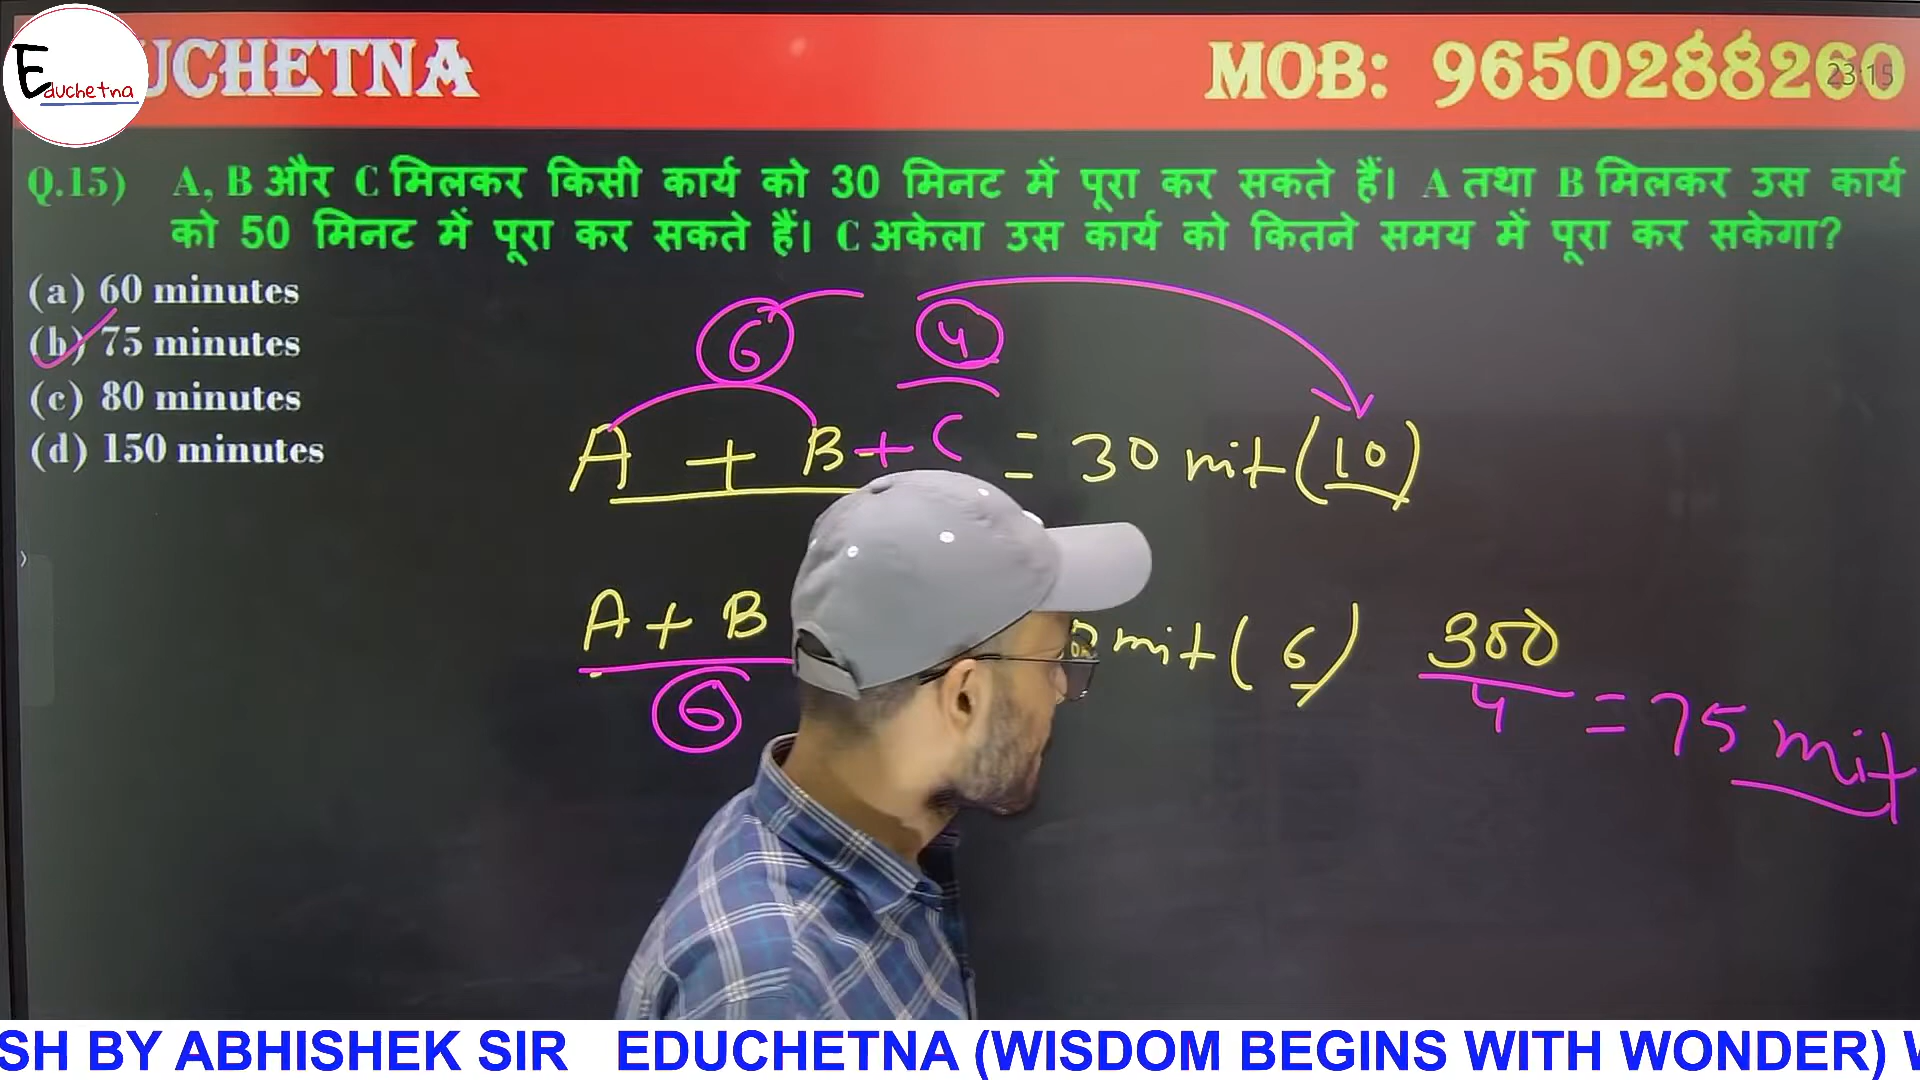 Educhetna
UCHETNA MOB: 9650288260
23:15
Q.15) A, B और C मिलकर किसी कार्य को 30 मिनट में पूरा कर सकते हैं। A तथा B मिलकर उस कार्य
को 50 मिनट में पूरा कर सकते हैं। C अकेला उस कार्य को कितने समय में पूरा कर सकेगा?
(a) 60 minutes
(b) 75 minutes
(c) 80 minutes
(d) 150 minutes
6 4
A + B + C = 30 mit (10)
A + B 0 mit (6)
6
300
4
= 75 mit
SH BY ABHISHEK SIR EDUCHETNA (WISDOM BEGINS WITH WONDER)